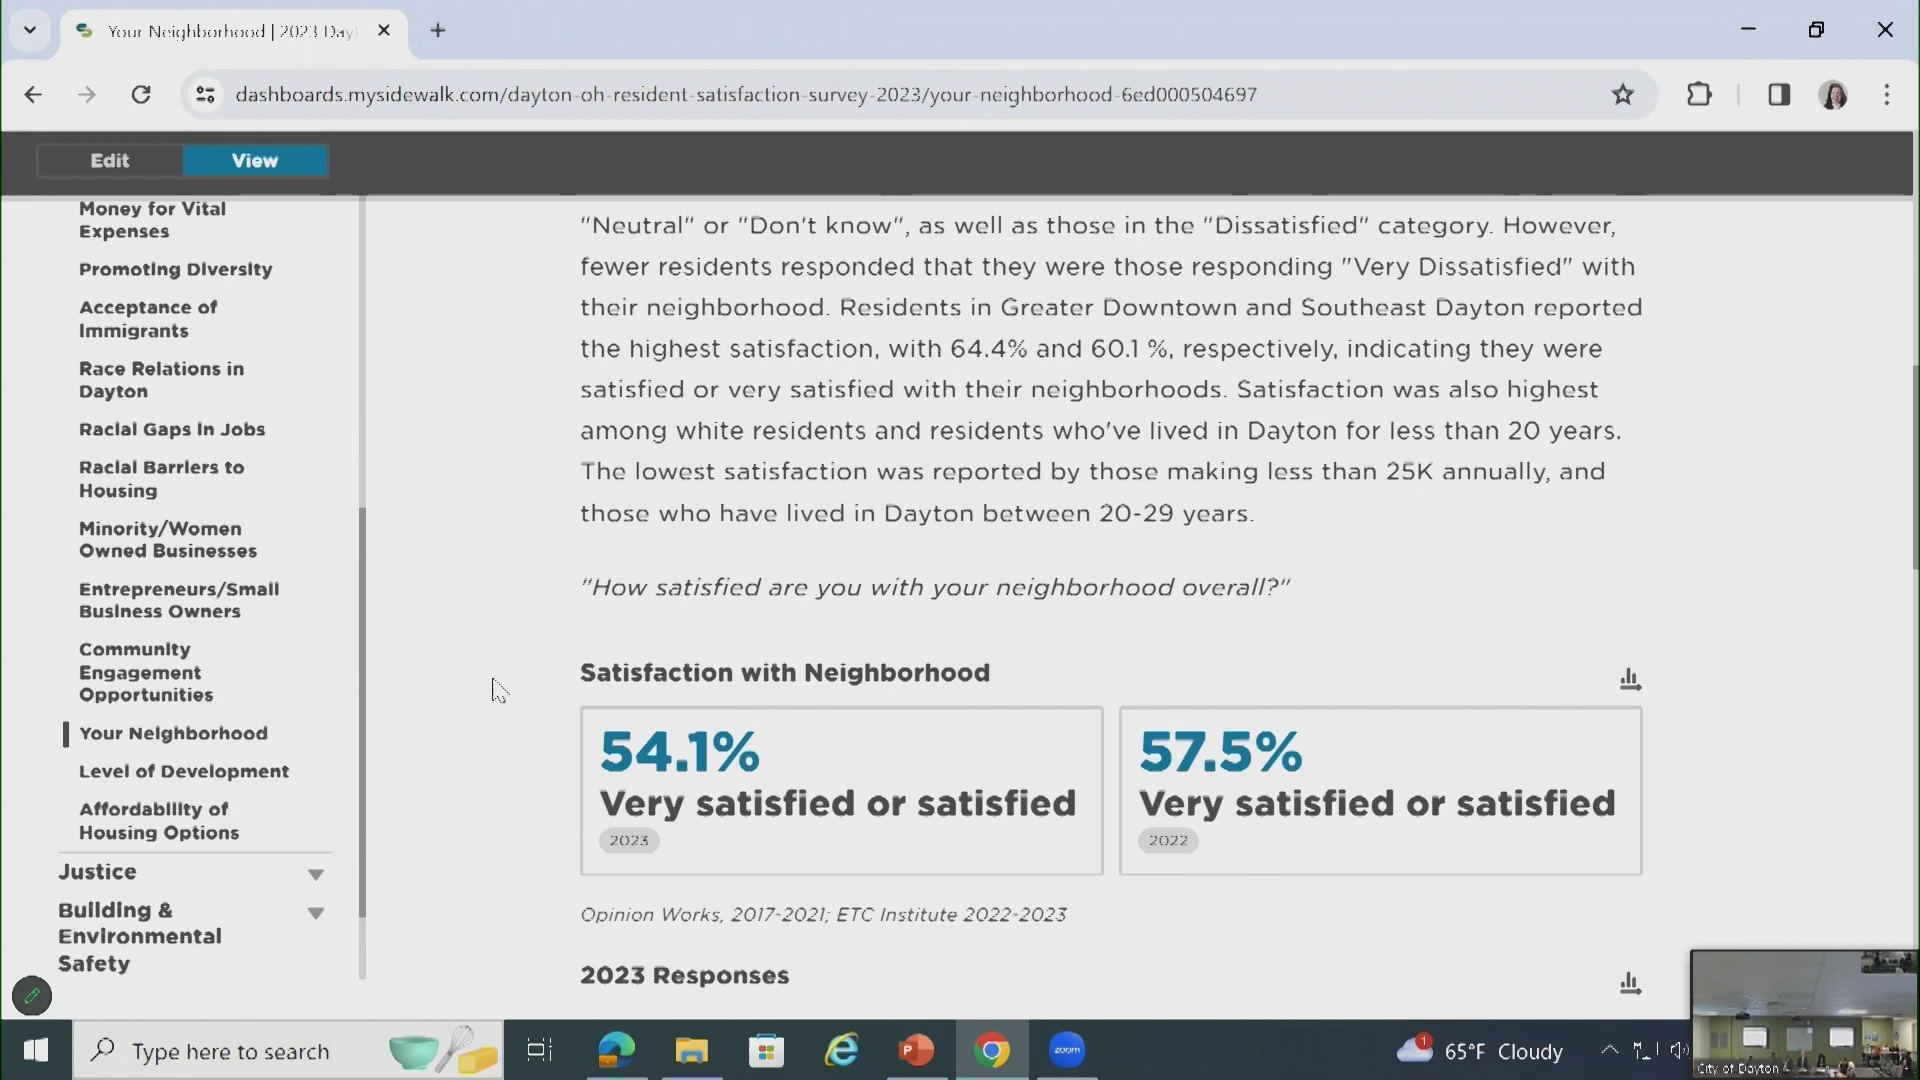 Your Neighborhood | 2023 Day
dashboards.mysidewalk.com/dayton-oh-resident-satisfaction-survey-2023/your-neighborhood-6ed000504697
Edit
View
Money for Vital
Expenses
Promoting Diversity
Acceptance of
Immigrants
Race Relations in
Dayton
Racial Gaps in Jobs
Racial Barriers to
Housing
Minority/Women
Owned Businesses
Entrepreneurs/Small
Business Owners
Community
Engagement
Opportunities
Your Neighborhood
Level of Development
Affordability of
Housing Options
Justice
Building &
Environmental
Safety
"Neutral" or "Don't know", as well as those in the "Dissatisfied" category. However,
fewer residents responded that they were those responding "Very Dissatisfied" with
their neighborhood. Residents in Greater Downtown and Southeast Dayton reported
the highest satisfaction, with 64.4% and 60.1 %, respectively, indicating they were
satisfied or very satisfied with their neighborhoods. Satisfaction was also highest
among white residents and residents who've lived in Dayton for less than 20 years.
The lowest satisfaction was reported by those making less than 25K annually, and
those who have lived in Dayton between 20-29 years.
"How satisfied are you with your neighborhood overall?"
Satisfaction with Neighborhood
54.1%
Very satisfied or satisfied
2023
57.5%
Very satisfied or satisfied
2022
Opinion Works, 2017-2021; ETC Institute 2022-2023
2023 Responses
Type here to search
P
zoom
1
65°F Cloudy
City of Dayton